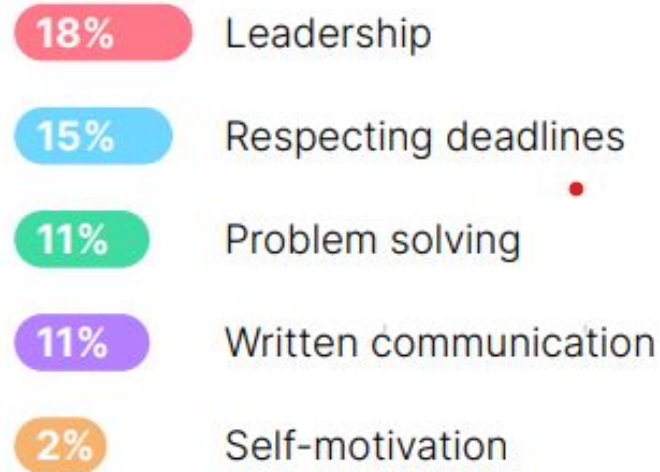 18% Leadership
15% Respecting deadlines
11% Problem solving
11% Written communication
2% Self-motivation